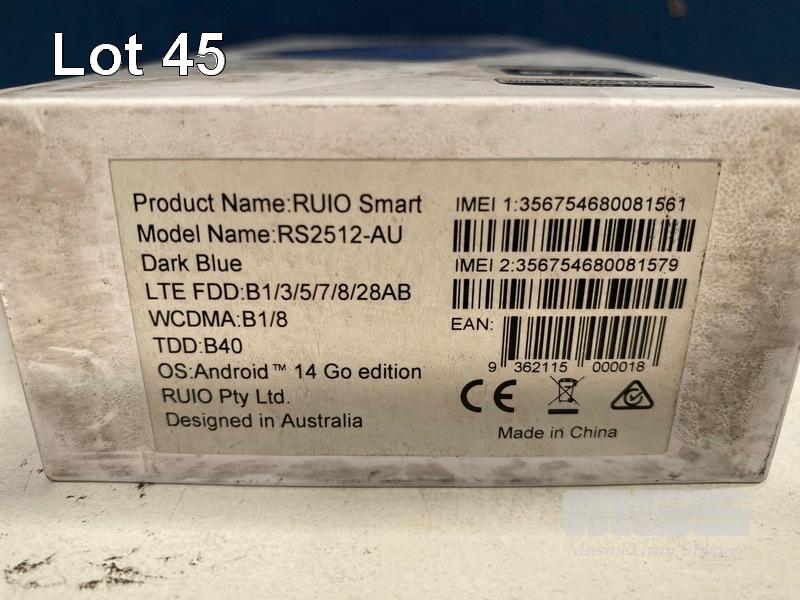 Lot 45
Product Name:RUIO Smart
Model Name:RS2512-AU
Dark Blue
LTE FDD:B1/3/5/7/8/28AB
WCDMA:B1/8
TDD:B40
OS:Android™ 14 Go edition
RUIO Pty Ltd.
Designed in Australia
IMEI 1:356754680081561
IMEI 2:356754680081579
EAN:
9 362115 000018
CE
Made in China
MGS